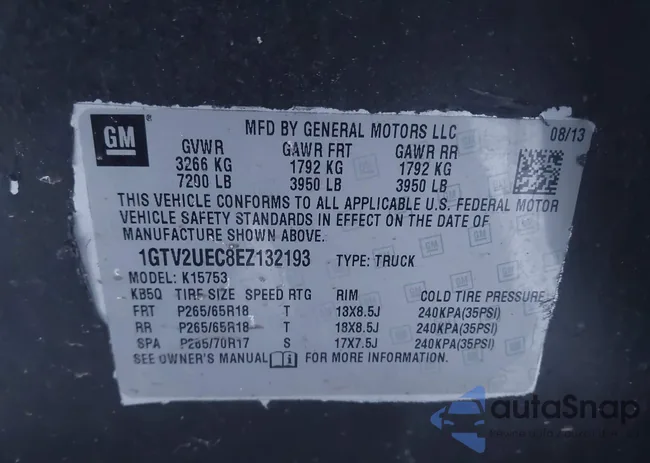 GM ®
MFD BY GENERAL MOTORS LLC 08/13
GVWR GAWR FRT GAWR RR
3266 KG 1792 KG 1792 KG
7200 LB 3950 LB 3950 LB
THIS VEHICLE CONFORMS TO ALL APPLICABLE U.S. FEDERAL MOTOR
VEHICLE SAFETY STANDARDS IN EFFECT ON THE DATE OF
MANUFACTURE SHOWN ABOVE.
1GTV2UEC8EZ132193 TYPE: TRUCK
MODEL: K15753
KB5Q TIRE SIZE SPEED RTG RIM COLD TIRE PRESSURE
FRT P265/65R18 T 18X8.5J 240KPA(35PSI)
RR P265/65R18 T 18X8.5J 240KPA(35PSI)
SPA P265/70R17 S 17X7.5J 240KPA(35PSI)
SEE OWNER'S MANUAL FOR MORE INFORMATION.
autoSnap